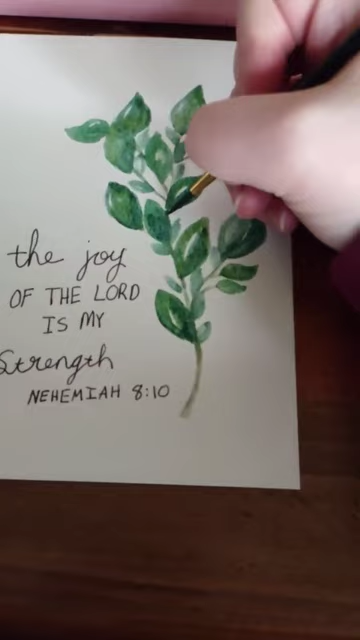 the joy
OF THE LORD
IS MY
Strength
NEHEMIAH 8:10